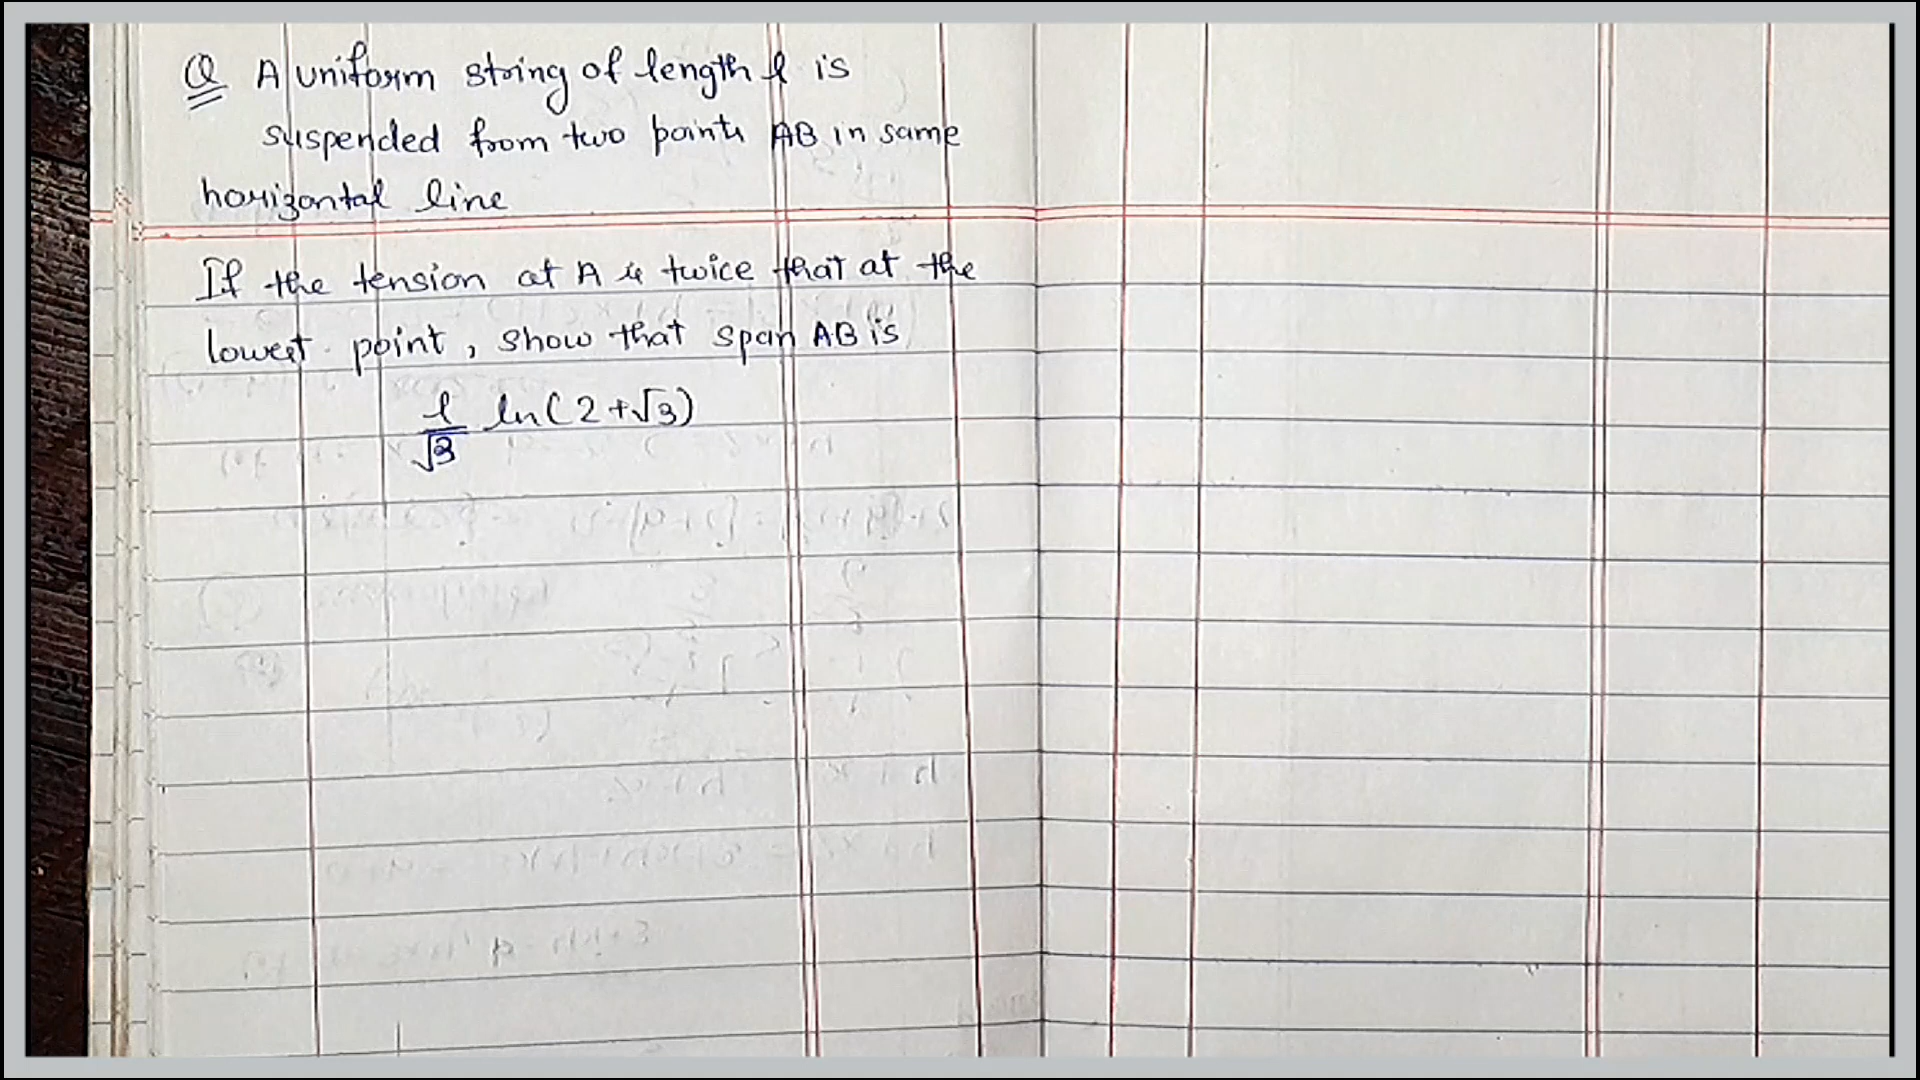 Q A uniform string of length l is
suspended from two points AB in same
horizontal line
If the tension at A is twice that at the
lowest point, show that span AB is
l/√3 ln(2+√3)